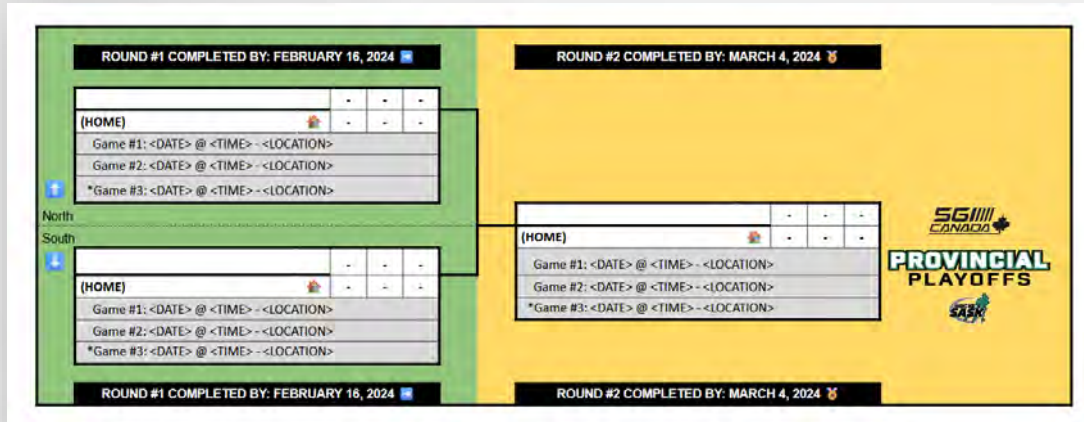 ROUND #1 COMPLETED BY: FEBRUARY 16, 2024 ➡️
ROUND #2 COMPLETED BY: MARCH 4, 2024 🏅
- - -
(HOME) 🏠 - - -
Game #1: <DATE> @ <TIME> - <LOCATION>
Game #2: <DATE> @ <TIME> - <LOCATION>
*Game #3: <DATE> @ <TIME> - <LOCATION>
North
South
- - -
(HOME) 🏠 - - -
Game #1: <DATE> @ <TIME> - <LOCATION>
Game #2: <DATE> @ <TIME> - <LOCATION>
*Game #3: <DATE> @ <TIME> - <LOCATION>
- - -
(HOME) 🏠 - - -
Game #1: <DATE> @ <TIME> - <LOCATION>
Game #2: <DATE> @ <TIME> - <LOCATION>
*Game #3: <DATE> @ <TIME> - <LOCATION>
SGI
CANADA
PROVINCIAL
PLAYOFFS
SASK
ROUND #1 COMPLETED BY: FEBRUARY 16, 2024 ➡️
ROUND #2 COMPLETED BY: MARCH 4, 2024 🏅